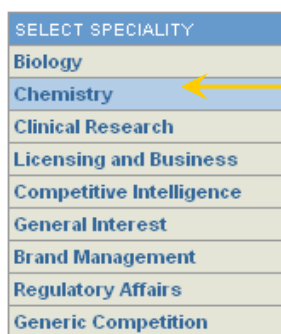 SELECT SPECIALITY
Biology
Chemistry
Clinical Research
Licensing and Business
Competitive Intelligence
General Interest
Brand Management
Regulatory Affairs
Generic Competition